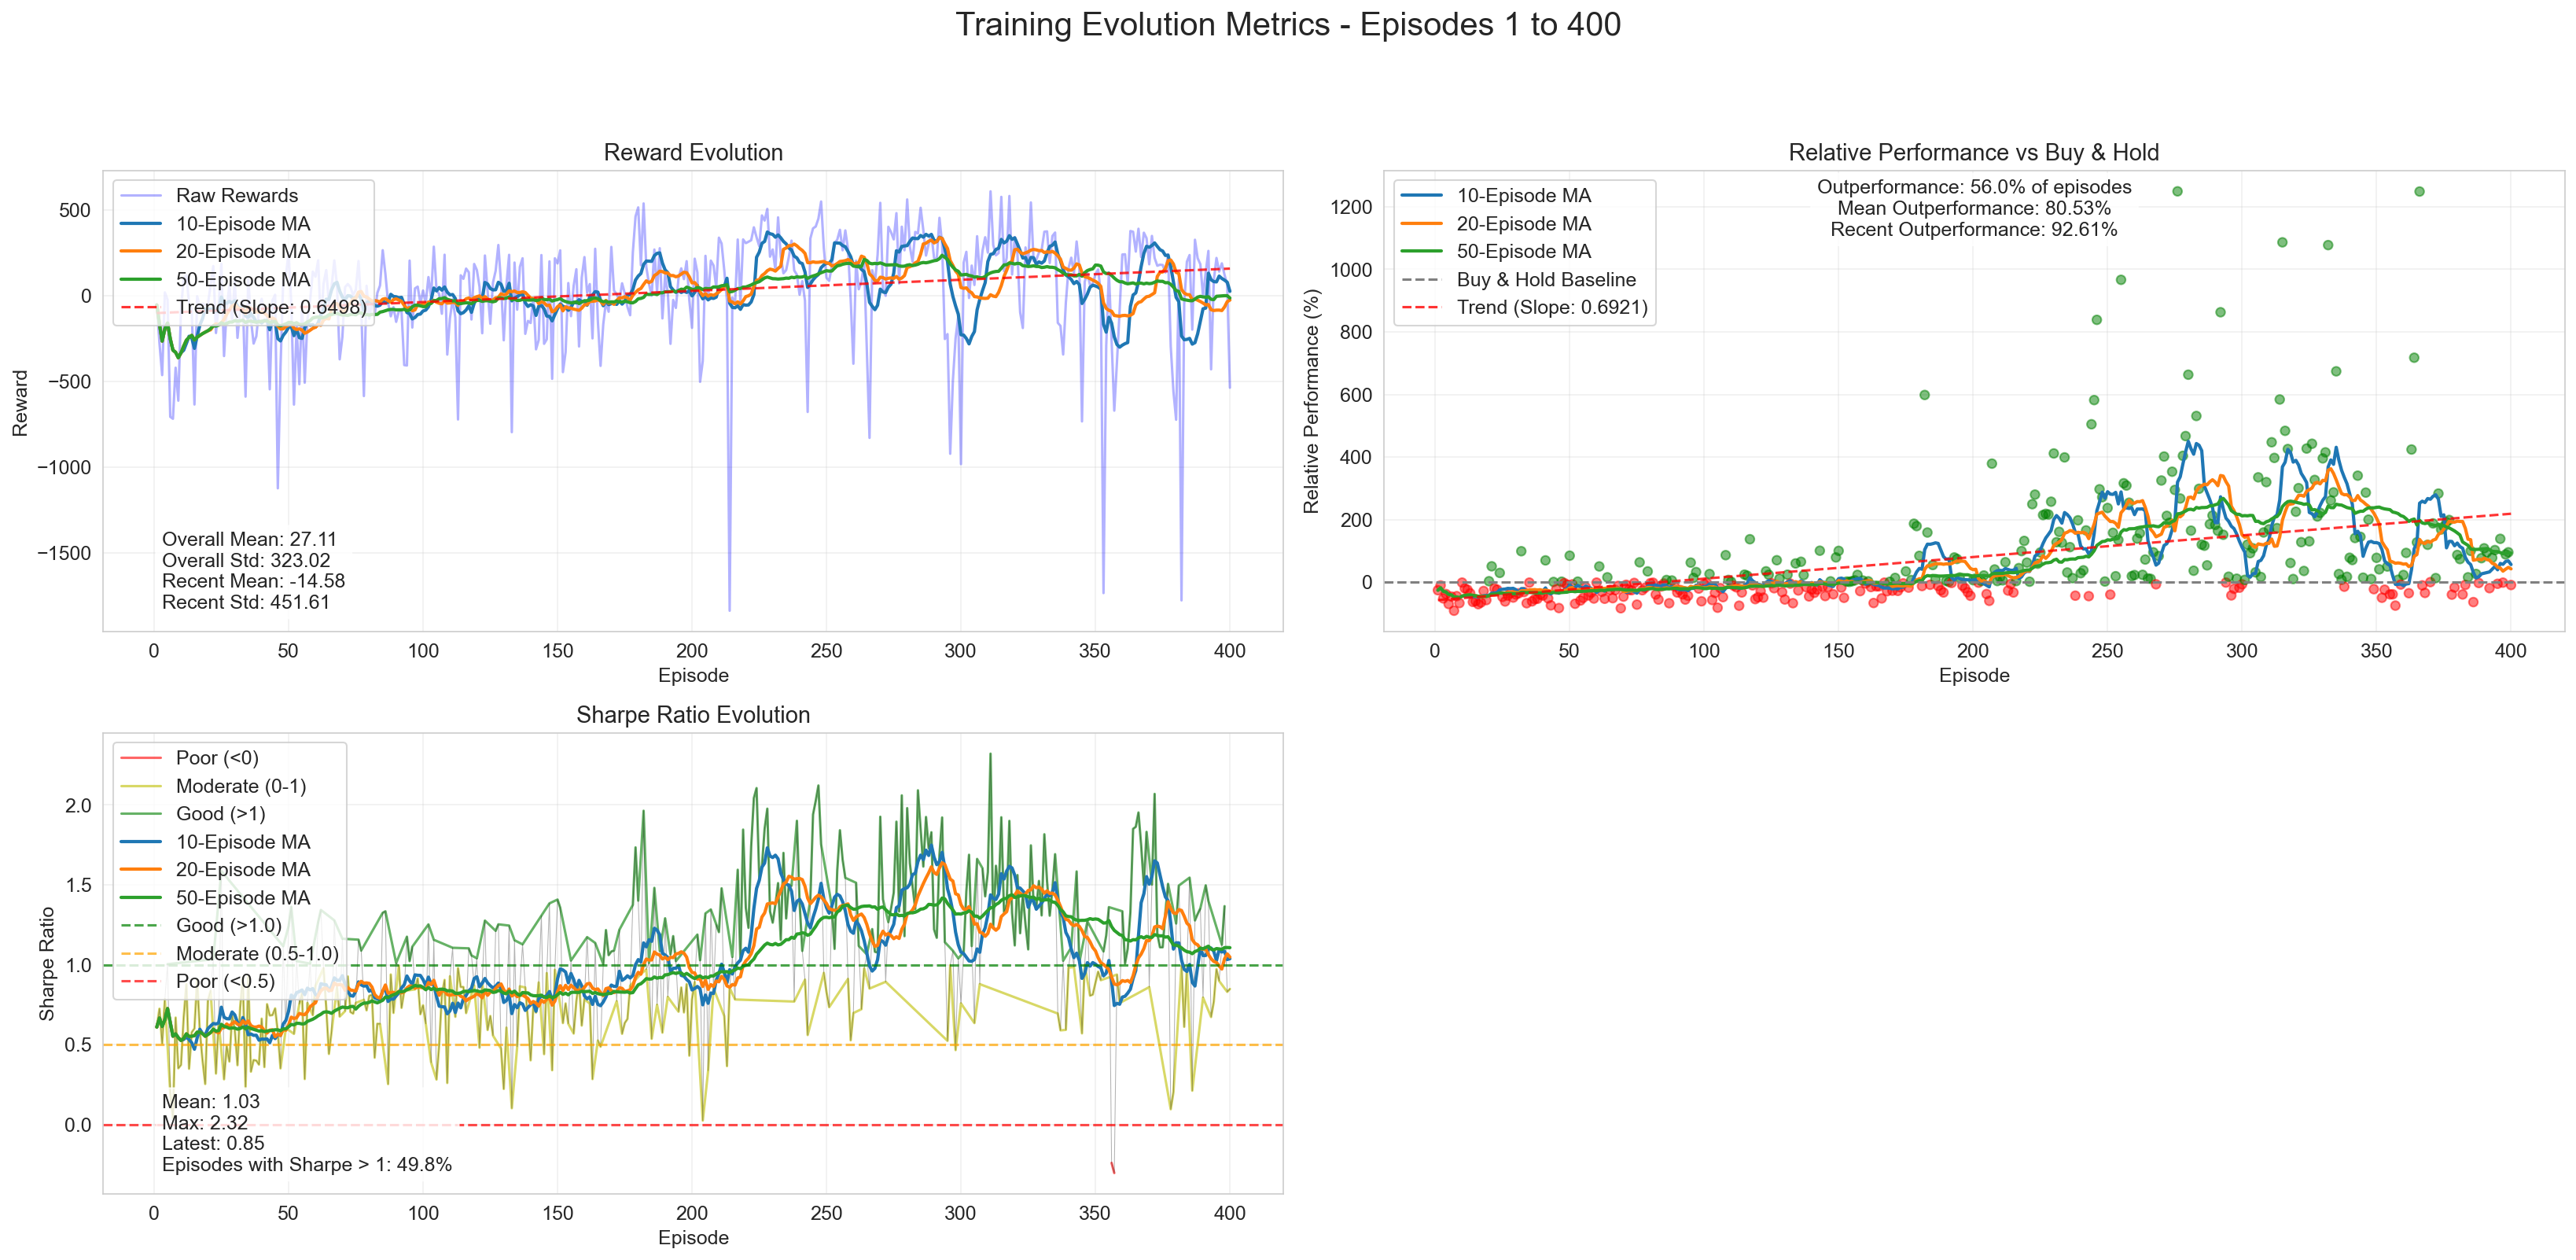 Training Evolution Metrics - Episodes 1 to 400
Reward Evolution
Raw Rewards
10-Episode MA
20-Episode MA
50-Episode MA
Trend (Slope: 0.6498)
500
0
−500
−1000
−1500
Reward
Overall Mean: 27.11
Overall Std: 323.02
Recent Mean: -14.58
Recent Std: 451.61
0 50 100 150 200 250 300 350 400
Episode
Relative Performance vs Buy & Hold
10-Episode MA
20-Episode MA
50-Episode MA
Buy & Hold Baseline
Trend (Slope: 0.6921)
Outperformance: 56.0% of episodes
Mean Outperformance: 80.53%
Recent Outperformance: 92.61%
1200
1000
800
600
400
200
0
Relative Performance (%)
0 50 100 150 200 250 300 350 400
Episode
Sharpe Ratio Evolution
Poor (<0)
Moderate (0-1)
Good (>1)
10-Episode MA
20-Episode MA
50-Episode MA
Good (>1.0)
Moderate (0.5-1.0)
Poor (<0.5)
2.0
1.5
1.0
0.5
0.0
Sharpe Ratio
Mean: 1.03
Max: 2.32
Latest: 0.85
Episodes with Sharpe > 1: 49.8%
0 50 100 150 200 250 300 350 400
Episode